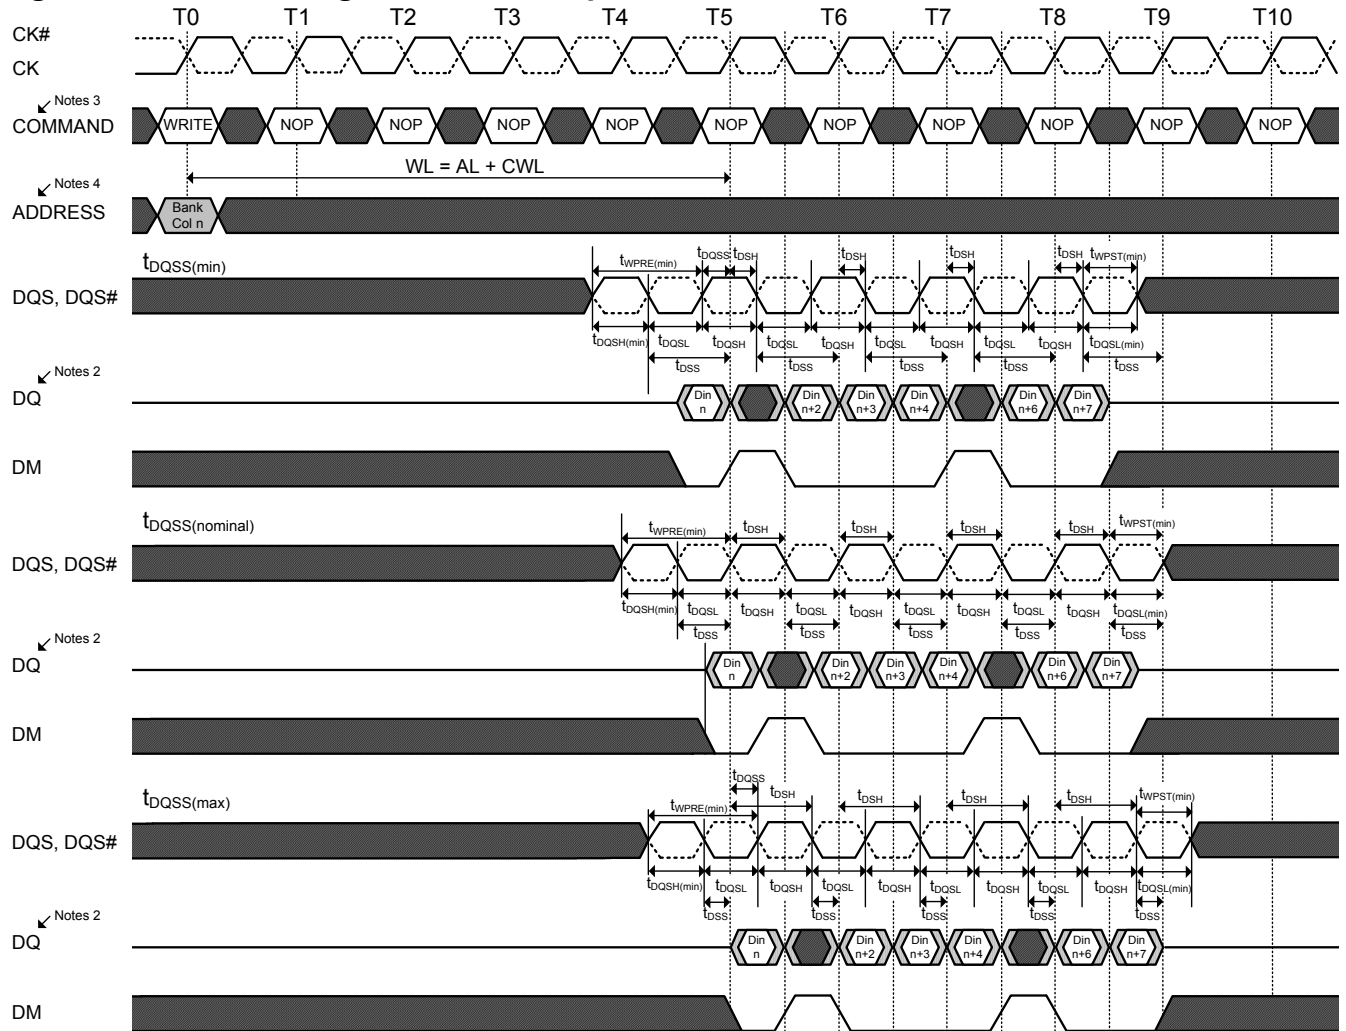 T0 T1 T2 T3 T4 T5 T6 T7 T8 T9 T10
CK#
CK
Notes 3
COMMAND WRITE NOP NOP NOP NOP NOP NOP NOP NOP NOP NOP
WL = AL + CWL
Notes 4
ADDRESS Bank Col n
tDQSS(min) tWPRE(min) tDQSS tDSH tDSH tDSH tDSH tWPST(min)
DQS, DQS#
tDQSH(min) tDQSL tDQSH tDQSL tDQSH tDQSL tDQSH tDQSL tDQSH tDQSL(min)
tDSS tDSS tDSS tDSS tDSS
Notes 2
DQ Din n Din n+2 Din n+3 Din n+4 Din n+6 Din n+7
DM
tDQSS(nominal) tWPRE(min) tDSH tDSH tDSH tDSH tWPST(min)
DQS, DQS#
tDQSH(min) tDQSL tDQSH tDQSL tDQSH tDQSL tDQSH tDQSL tDQSH tDQSL(min)
tDSS tDSS tDSS tDSS tDSS
Notes 2
DQ Din n Din n+2 Din n+3 Din n+4 Din n+6 Din n+7
DM
tDQSS
tDQSS(max) tWPRE(min) tDSH tDSH tDSH tDSH tWPST(min)
DQS, DQS#
tDQSH(min) tDQSL tDQSH tDQSL tDQSH tDQSL tDQSH tDQSL tDQSH tDQSL(min)
tDSS tDSS tDSS tDSS tDSS
Notes 2
DQ Din n Din n+2 Din n+3 Din n+4 Din n+6 Din n+7
DM